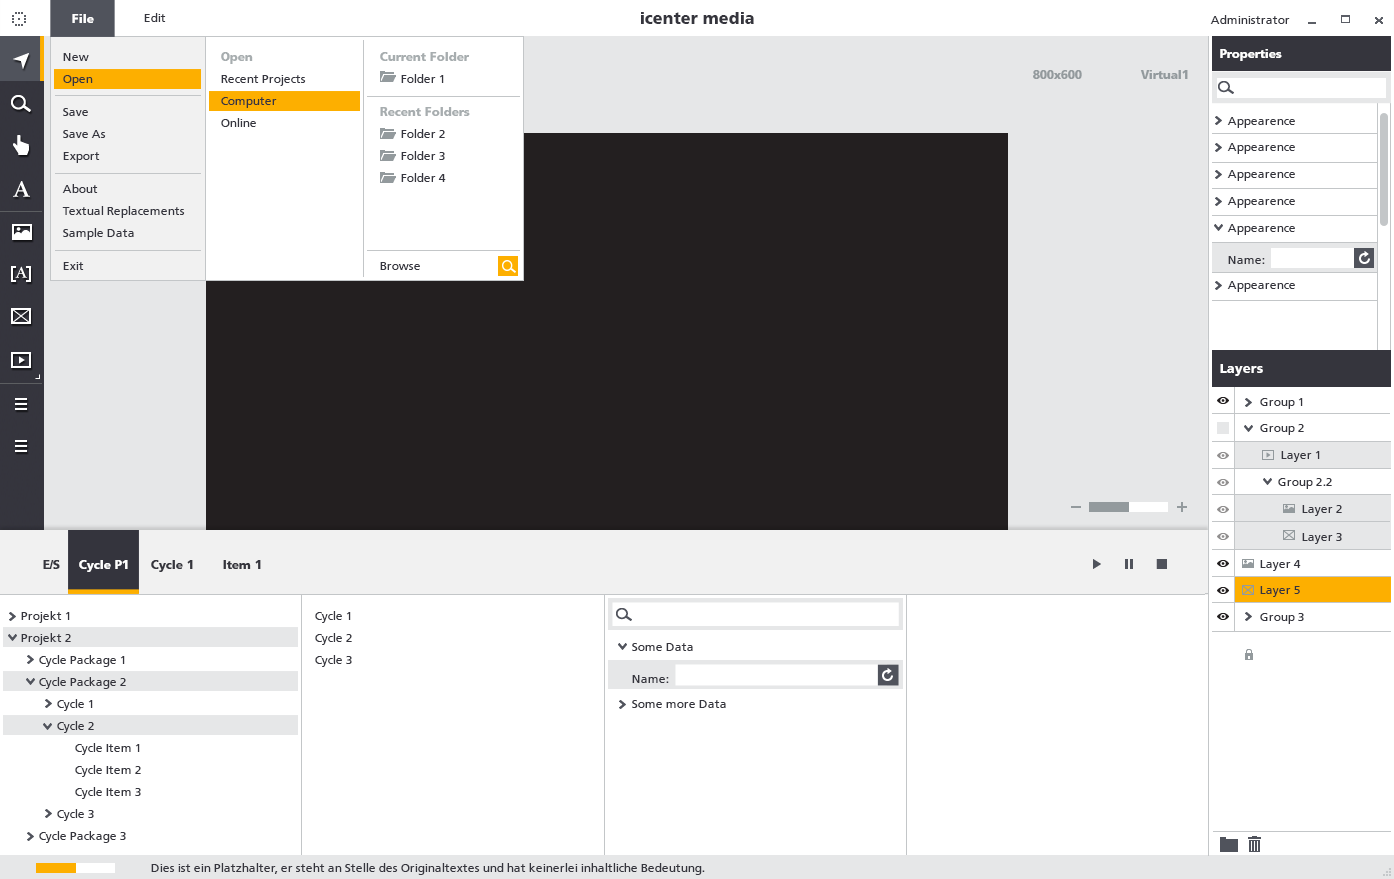 File
Edit
icenter media
Administrator
New
Open
Save
Save As
Export
About
Textual Replacements
Sample Data
Exit
Open
Recent Projects
Computer
Online
Current Folder
Folder 1
Recent Folders
Folder 2
Folder 3
Folder 4
Browse
800x600
Virtual1
A
[A]
Properties
Appearence
Appearence
Appearence
Appearence
Appearence
Name:
Appearence
Layers
Group 1
Group 2
Layer 1
Group 2.2
Layer 2
Layer 3
Layer 4
Layer 5
Group 3
E/S
Cycle P1
Cycle 1
Item 1
Projekt 1
Projekt 2
Cycle Package 1
Cycle Package 2
Cycle 1
Cycle 2
Cycle Item 1
Cycle Item 2
Cycle Item 3
Cycle 3
Cycle Package 3
Cycle 1
Cycle 2
Cycle 3
Some Data
Name:
Some more Data
Dies ist ein Platzhalter, er steht an Stelle des Originaltextes und hat keinerlei inhaltliche Bedeutung.